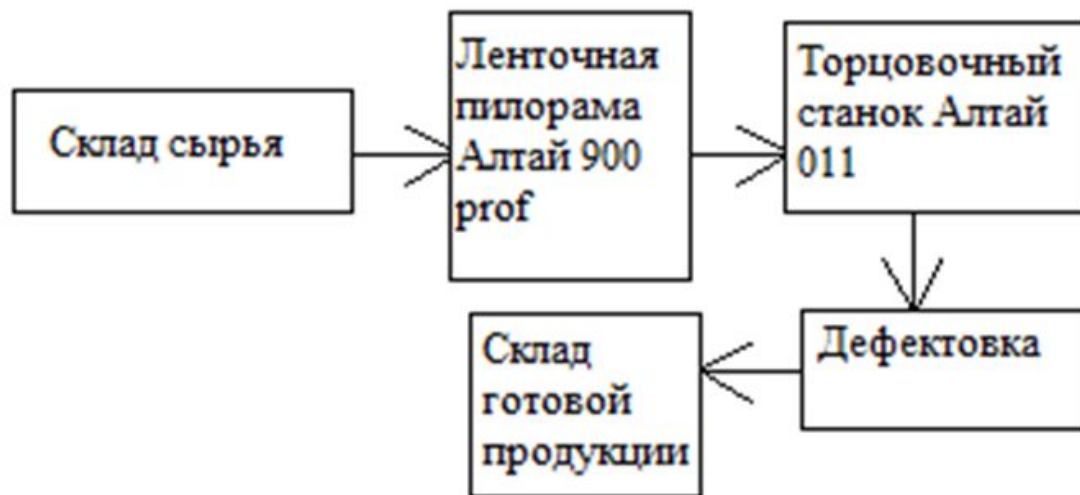 Склад сырья
Ленточная
пилорама
Алтай 900
prof
Торцовочный
станок Алтай
011
Дефектовка
Склад
готовой
продукции